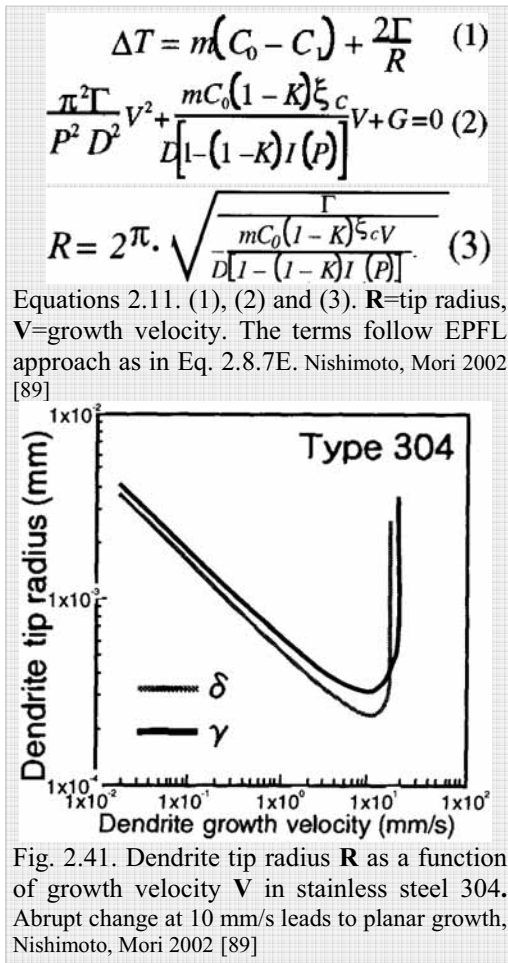 ΔT = m(C₀ – C₁) + 2Γ/R (1)
π²Γ/P² D² V² + mC₀(1 – K)ξc/D[1–(1–K)I(P)] V + G = 0 (2)
R = 2π· √(Γ / (mC₀(1 – K)ξcV / D[1 – (1 – K)I (P)])) (3)
Equations 2.11. (1), (2) and (3). R=tip radius,
V=growth velocity. The terms follow EPFL
approach as in Eq. 2.8.7E. Nishimoto, Mori 2002
[89]
1x10⁻²
Type 304
Dendrite tip radius (mm)
1x10⁻³
δ
γ
1x10⁻⁴
1x10⁻² 1x10⁻¹ 1x10⁰ 1x10¹ 1x10²
Dendrite growth velocity (mm/s)
Fig. 2.41. Dendrite tip radius R as a function
of growth velocity V in stainless steel 304.
Abrupt change at 10 mm/s leads to planar growth,
Nishimoto, Mori 2002 [89]